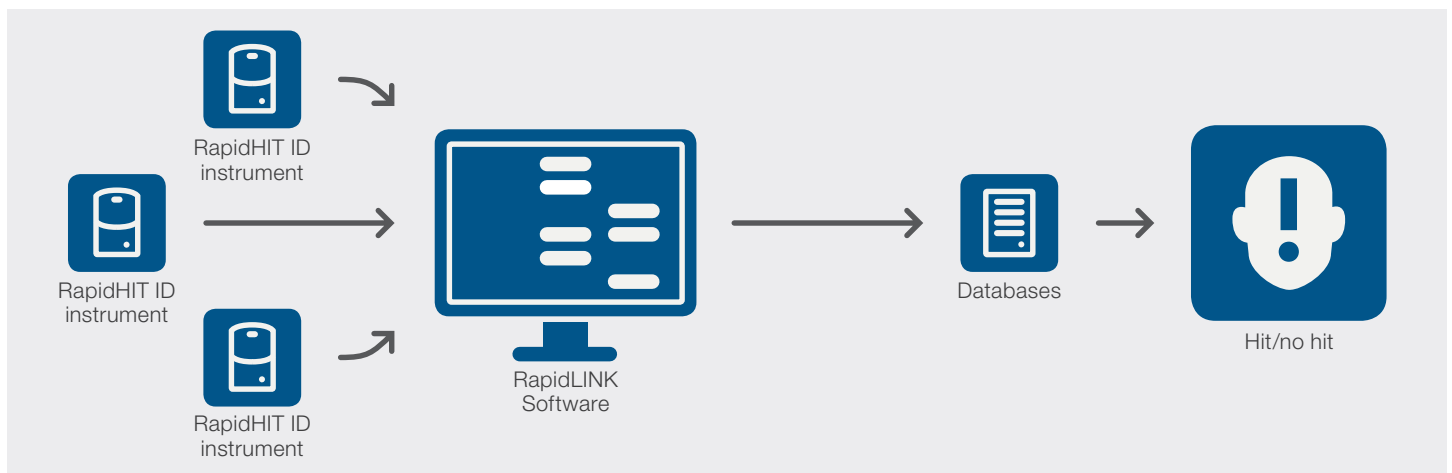 RapidHIT ID
instrument
RapidHIT ID
instrument
RapidHIT ID
instrument
RapidLINK
Software
Databases
Hit/no hit